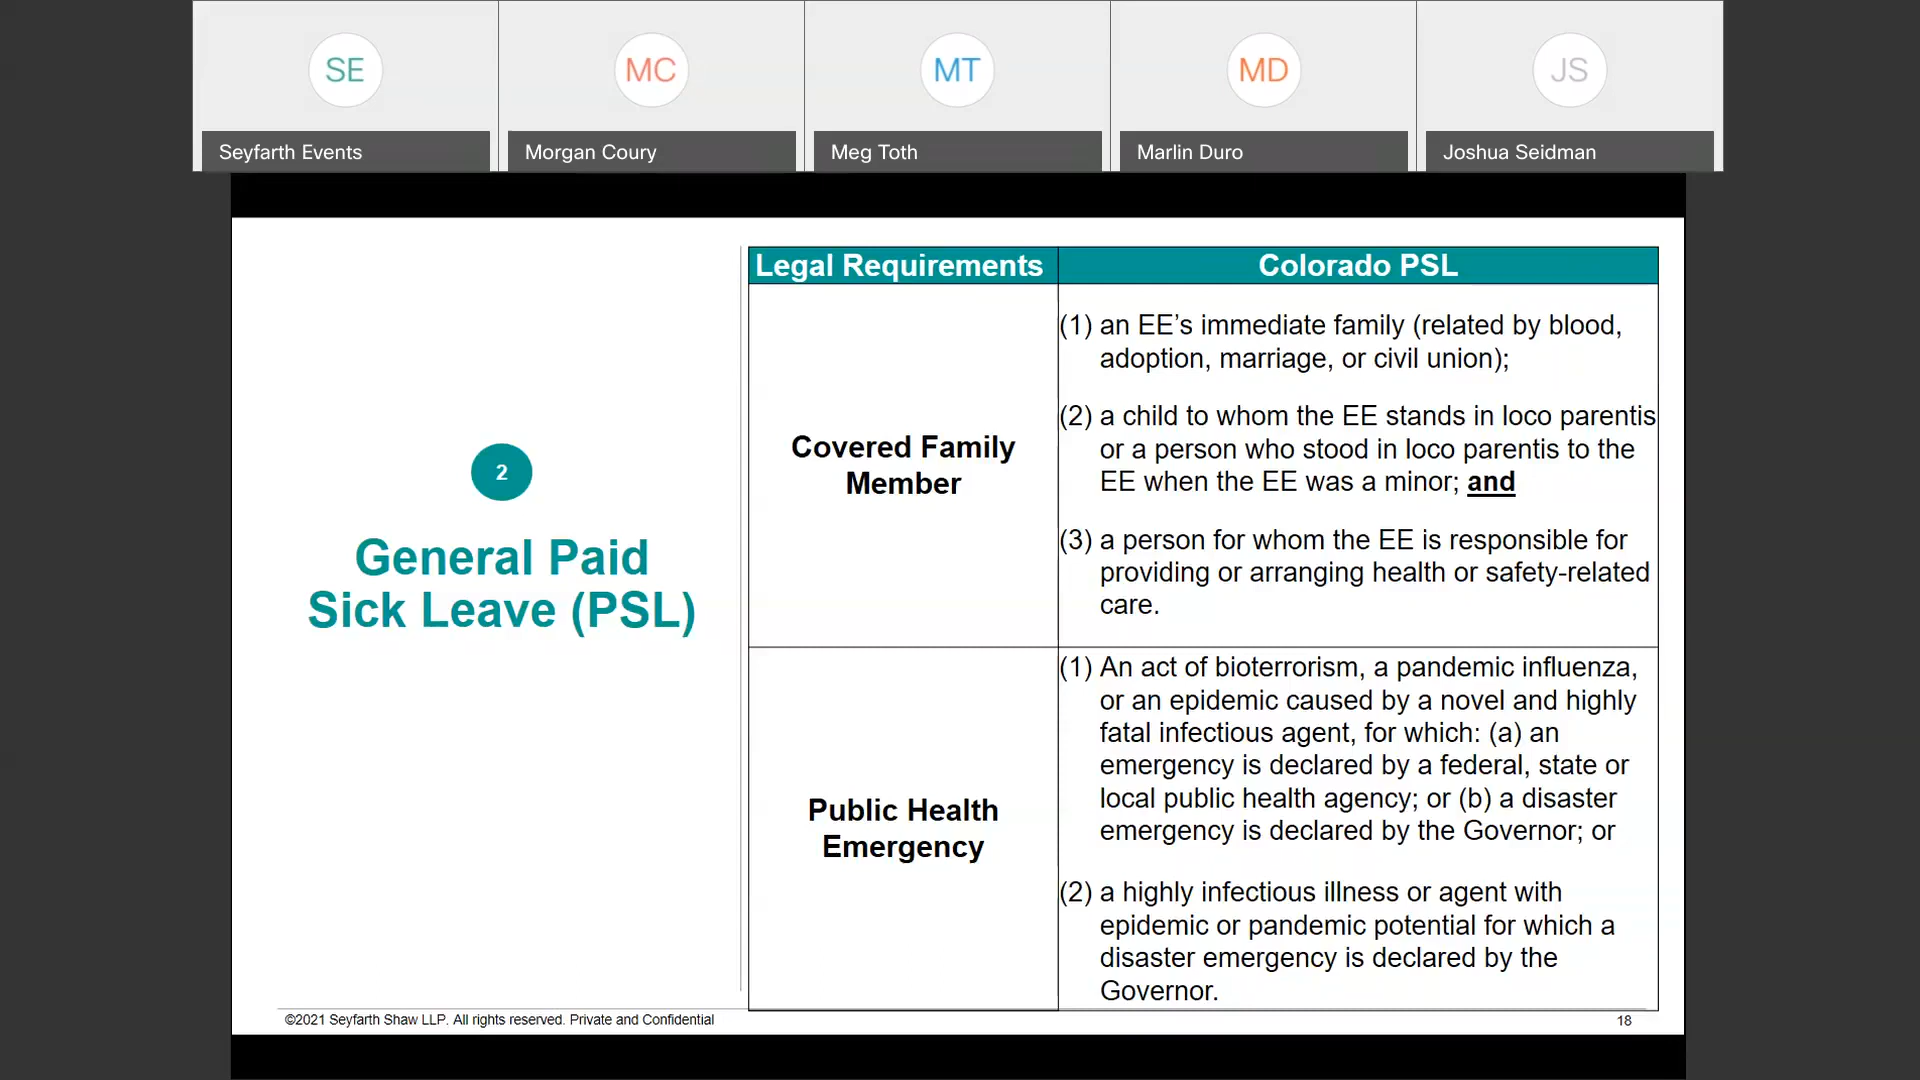 SE
MC
MT
MD
JS
Seyfarth Events
Morgan Coury
Meg Toth
Marlin Duro
Joshua Seidman
2
General Paid
Sick Leave (PSL)
Legal Requirements
Colorado PSL
Covered Family
Member
(1) an EE’s immediate family (related by blood,
adoption, marriage, or civil union);
(2) a child to whom the EE stands in loco parentis
or a person who stood in loco parentis to the
EE when the EE was a minor; and
(3) a person for whom the EE is responsible for
providing or arranging health or safety-related
care.
Public Health
Emergency
(1) An act of bioterrorism, a pandemic influenza,
or an epidemic caused by a novel and highly
fatal infectious agent, for which: (a) an
emergency is declared by a federal, state or
local public health agency; or (b) a disaster
emergency is declared by the Governor; or
(2) a highly infectious illness or agent with
epidemic or pandemic potential for which a
disaster emergency is declared by the
Governor.
©2021 Seyfarth Shaw LLP. All rights reserved. Private and Confidential
18